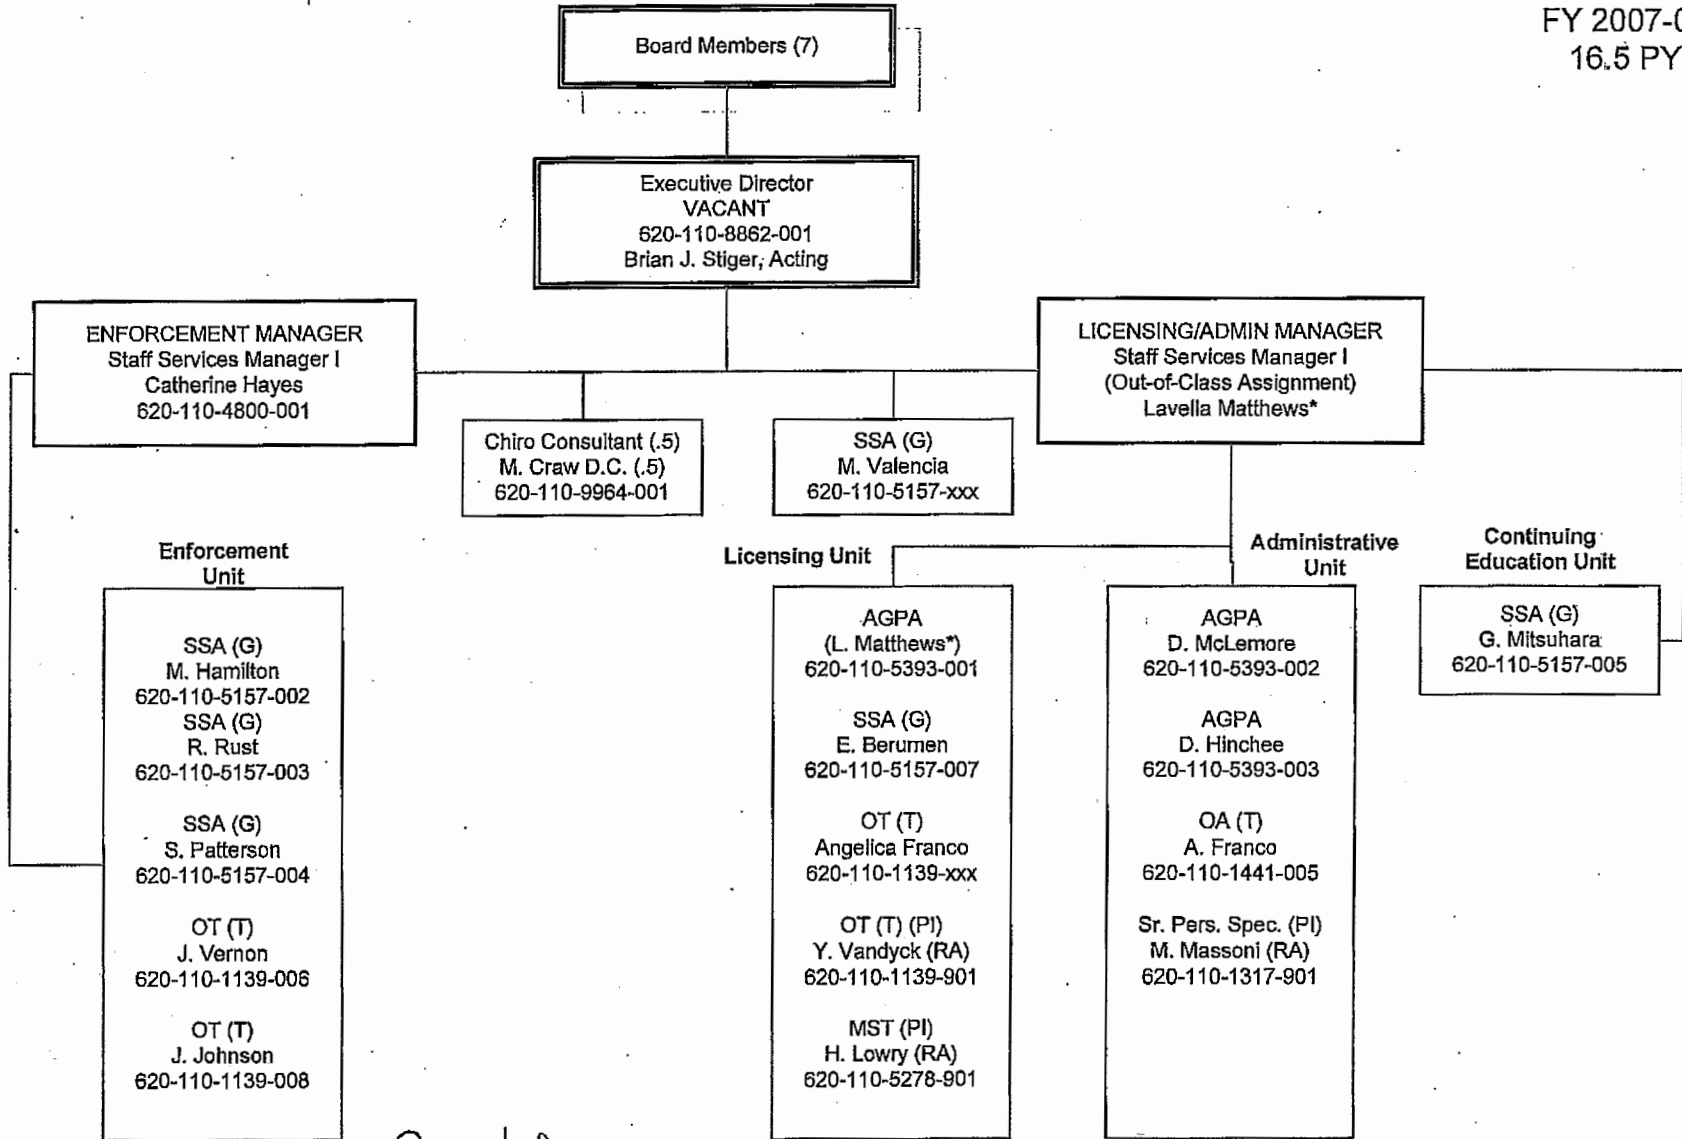 FY 2007-0
16.5 PY
Board Members (7)
Executive Director
VACANT
620-110-8862-001
Brian J. Stiger, Acting
ENFORCEMENT MANAGER
Staff Services Manager I
Catherine Hayes
620-110-4800-001
LICENSING/ADMIN MANAGER
Staff Services Manager I
(Out-of-Class Assignment)
Lavella Matthews*
Chiro Consultant (.5)
M. Craw D.C. (.5)
620-110-9964-001
SSA (G)
M. Valencia
620-110-5157-xxx
Enforcement
Unit
SSA (G)
M. Hamilton
620-110-5157-002
SSA (G)
R. Rust
620-110-5157-003
SSA (G)
S. Patterson
620-110-5157-004
OT (T)
J. Vernon
620-110-1139-006
OT (T)
J. Johnson
620-110-1139-008
Licensing Unit
AGPA
(L. Matthews*)
620-110-5393-001
SSA (G)
E. Berumen
620-110-5157-007
OT (T)
Angelica Franco
620-110-1139-xxx
OT (T) (PI)
Y. Vandyck (RA)
620-110-1139-901
MST (PI)
H. Lowry (RA)
620-110-5278-901
Administrative
Unit
AGPA
D. McLemore
620-110-5393-002
AGPA
D. Hinchee
620-110-5393-003
OA (T)
A. Franco
620-110-1441-005
Sr. Pers. Spec. (PI)
M. Massoni (RA)
620-110-1317-901
Continuing
Education Unit
SSA (G)
G. Mitsuhara
620-110-5157-005